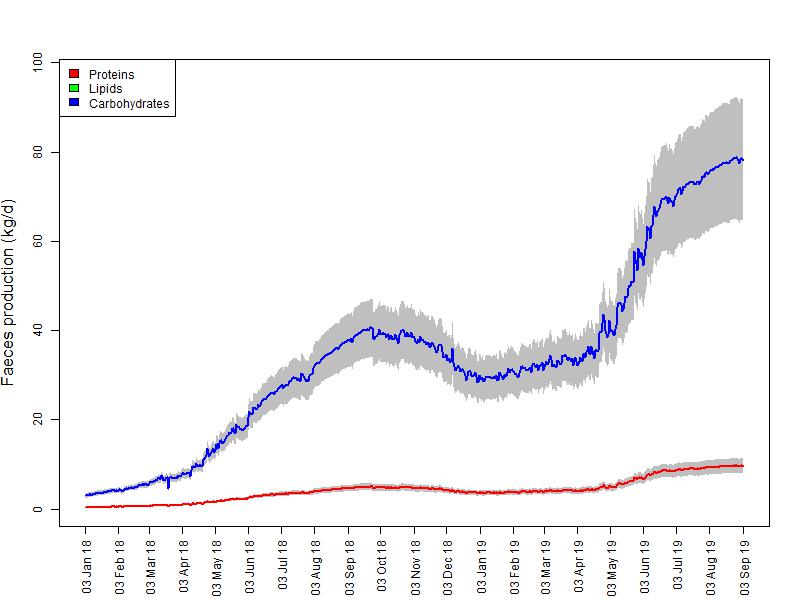 Faeces production (kg/d)
100
80
60
40
20
0
Proteins
Lipids
Carbohydrates
03 Jan 18
03 Feb 18
03 Mar 18
03 Apr 18
03 May 18
03 Jun 18
03 Jul 18
03 Aug 18
03 Sep 18
03 Oct 18
03 Nov 18
03 Dec 18
03 Jan 19
03 Feb 19
03 Mar 19
03 Apr 19
03 May 19
03 Jun 19
03 Jul 19
03 Aug 19
03 Sep 19